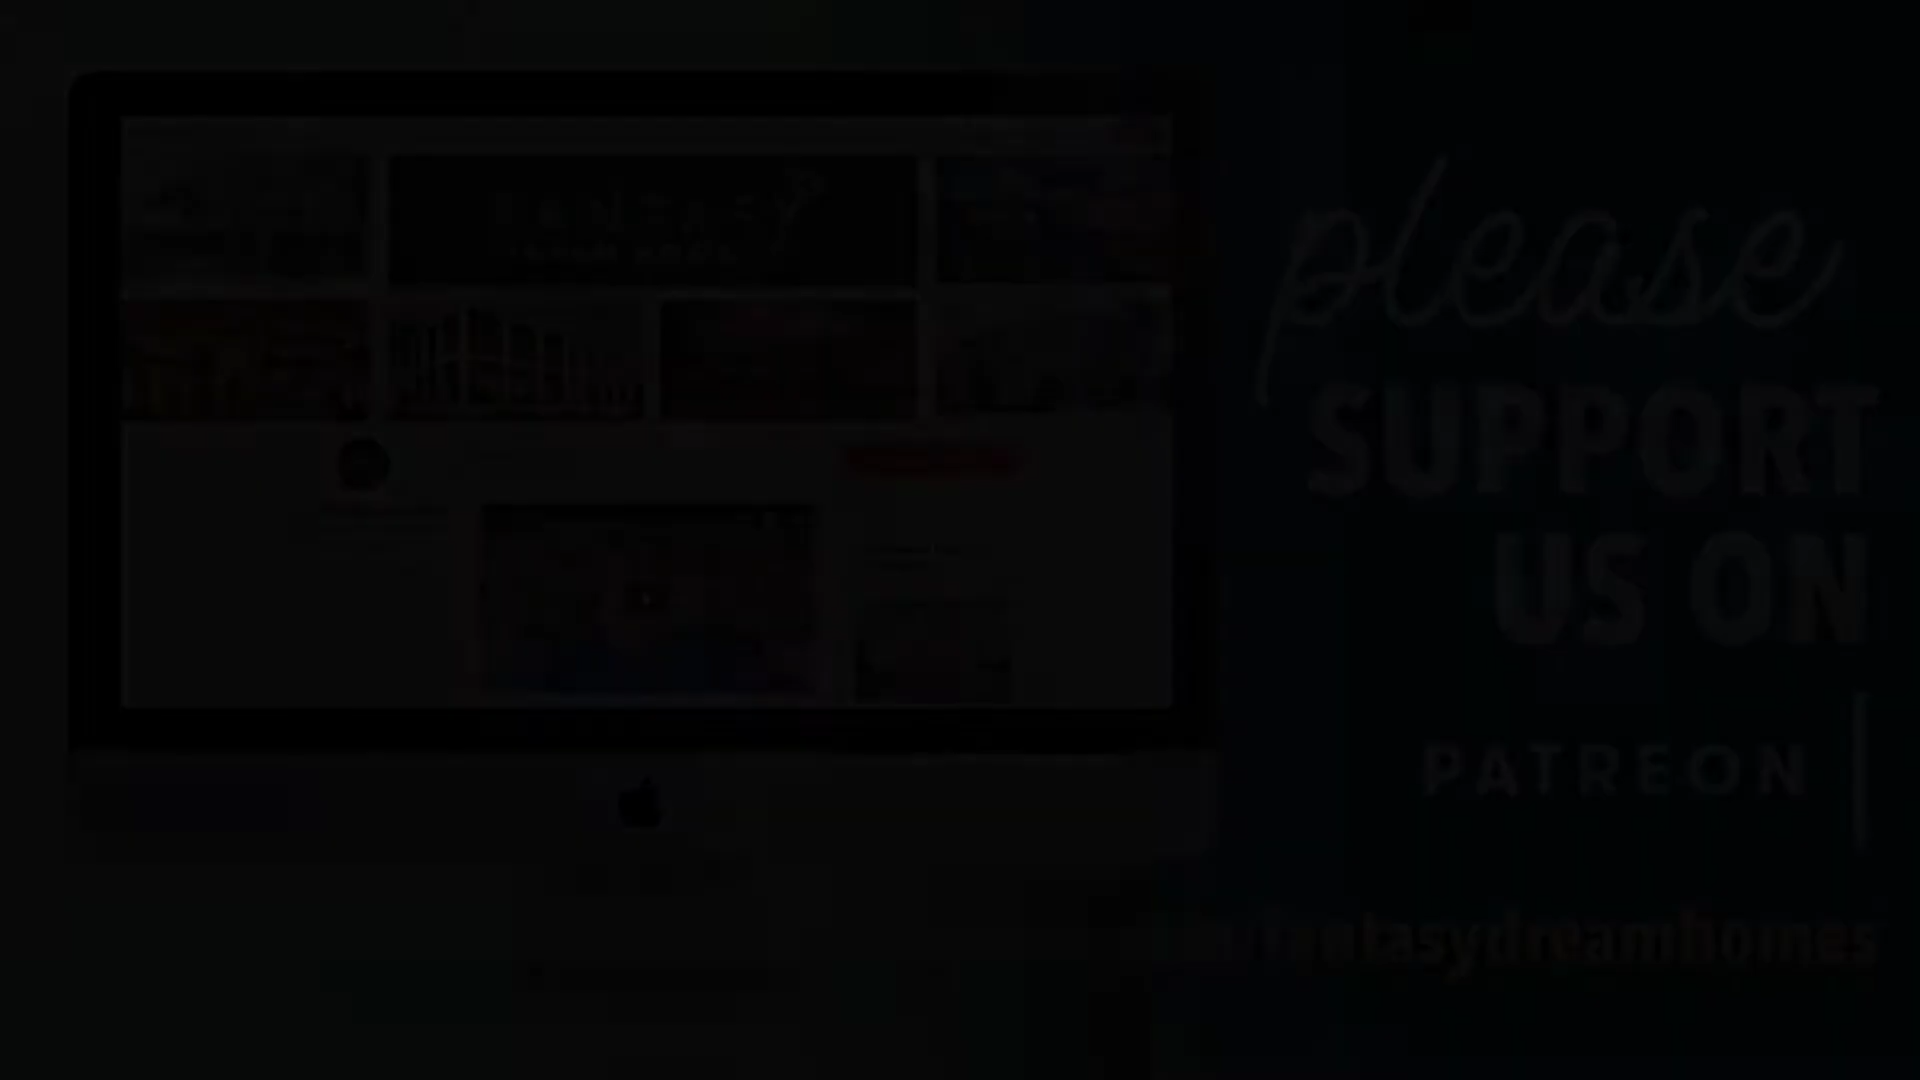 please
SUPPORT
US ON
PATREON
fantasydreamhomes